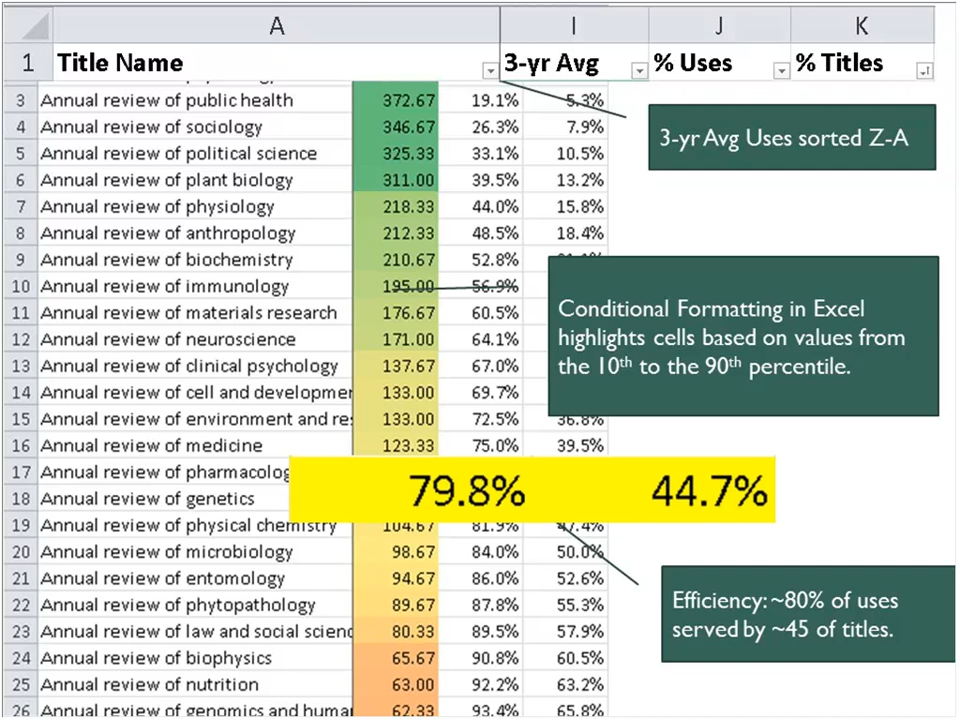 A I J K
1 Title Name 3-yr Avg % Uses % Titles
3 Annual review of public health 372.67 19.1% 5.3%
4 Annual review of sociology 346.67 26.3% 7.9%
3-yr Avg Uses sorted Z-A
5 Annual review of political science 325.33 33.1% 10.5%
6 Annual review of plant biology 311.00 39.5% 13.2%
7 Annual review of physiology 218.33 44.0% 15.8%
8 Annual review of anthropology 212.33 48.5% 18.4%
9 Annual review of biochemistry 210.67 52.8%
10 Annual review of immunology 195.00 56.9%
11 Annual review of materials research 176.67 60.5%
12 Annual review of neuroscience 171.00 64.1%
13 Annual review of clinical psychology 137.67 67.0%
14 Annual review of cell and developmen 133.00 69.7%
15 Annual review of environment and res 133.00 72.5% 36.8%
Conditional Formatting in Excel
highlights cells based on values from
the 10th to the 90th percentile.
16 Annual review of medicine 123.33 75.0% 39.5%
17 Annual review of pharmacolog
79.8% 44.7%
18 Annual review of genetics
19 Annual review of physical chemistry 104.67 81.9% 47.4%
20 Annual review of microbiology 98.67 84.0% 50.0%
21 Annual review of entomology 94.67 86.0% 52.6%
22 Annual review of phytopathology 89.67 87.8% 55.3%
23 Annual review of law and social scienc 80.33 89.5% 57.9%
Efficiency: ~80% of uses
served by ~45 of titles.
24 Annual review of biophysics 65.67 90.8% 60.5%
25 Annual review of nutrition 63.00 92.2% 63.2%
26 Annual review of genomics and human 62.33 93.4% 65.8%